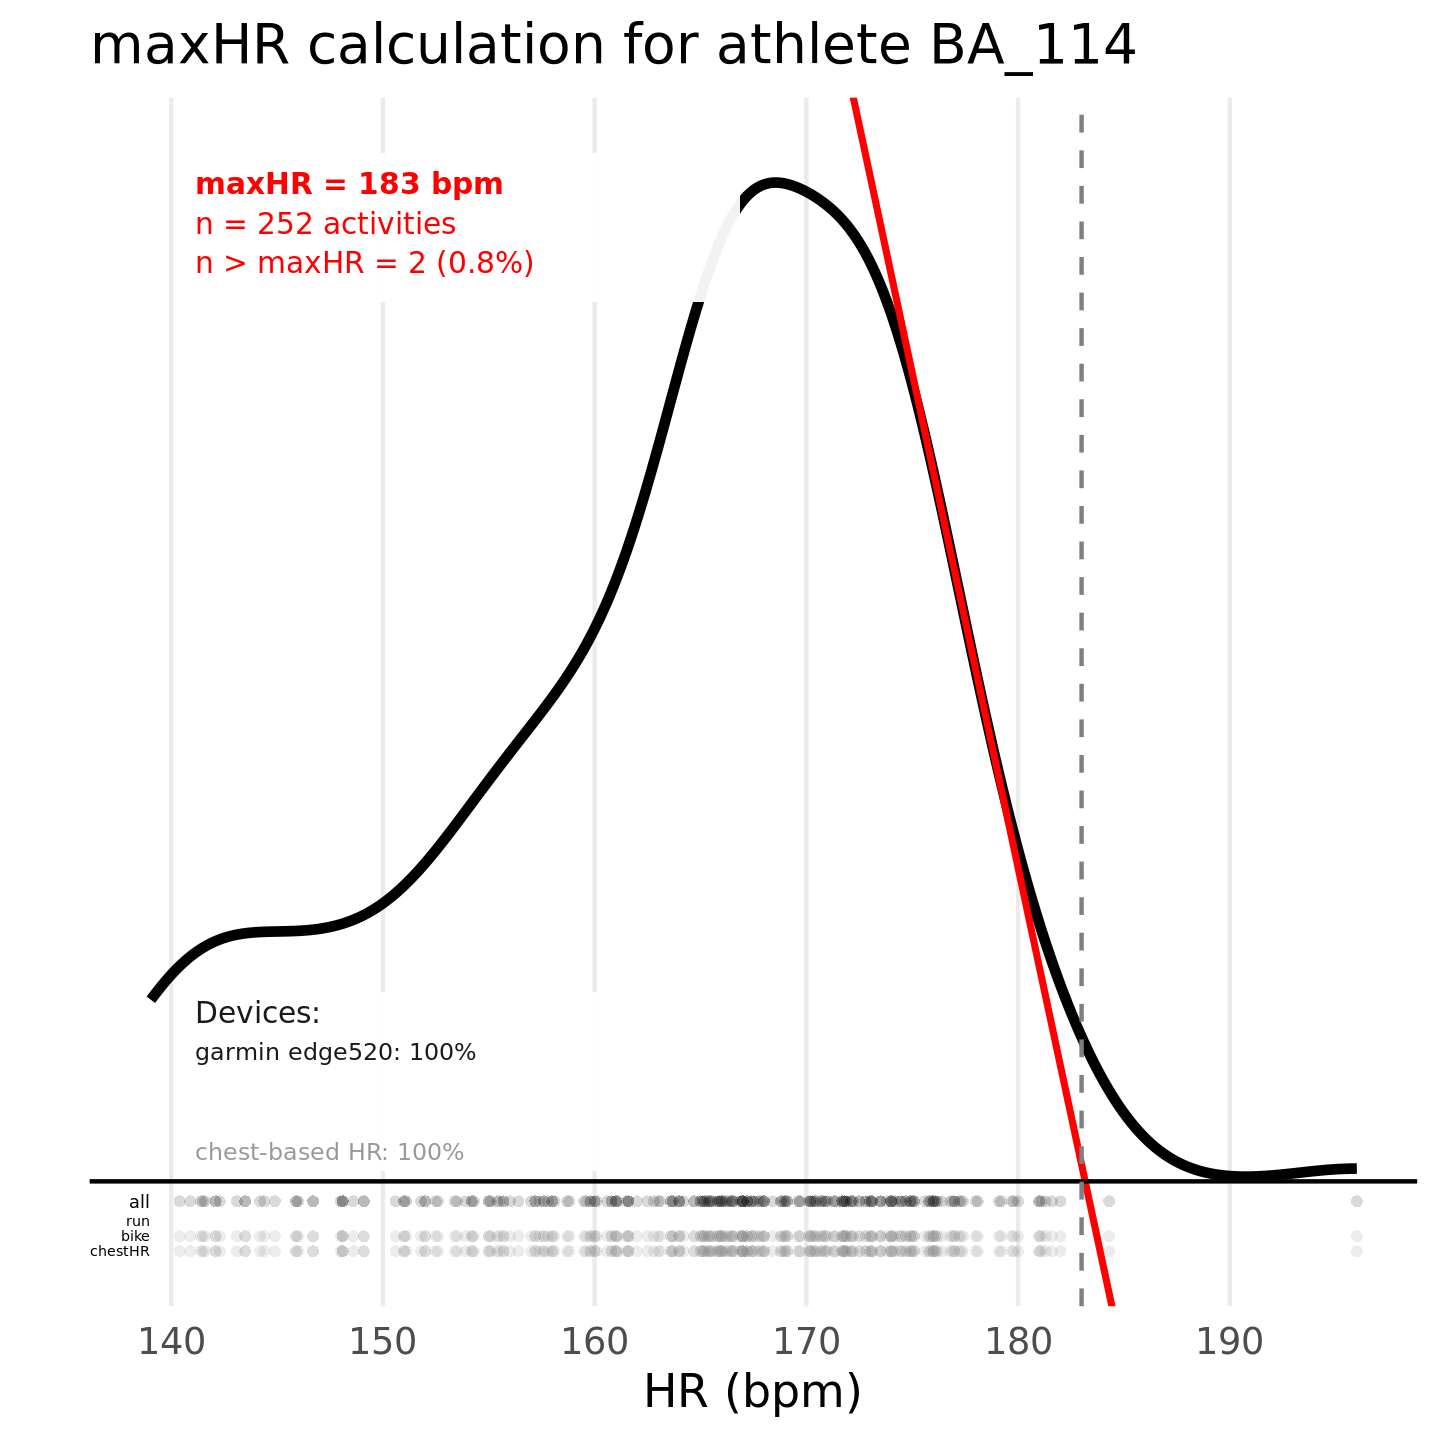 maxHR calculation for athlete BA_114
maxHR = 183 bpm
n = 252 activities
n > maxHR = 2 (0.8%)
Devices:
garmin edge520: 100%
chest-based HR: 100%
all
run
bike
chestHR
140 150 160 170 180 190
HR (bpm)